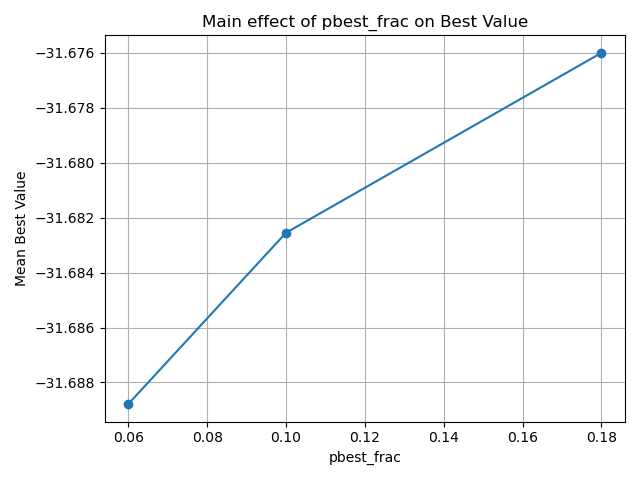 Main effect of pbest_frac on Best Value
−31.676
−31.678
−31.680
−31.682
−31.684
−31.686
−31.688
Mean Best Value
0.06 0.08 0.10 0.12 0.14 0.16 0.18
pbest_frac